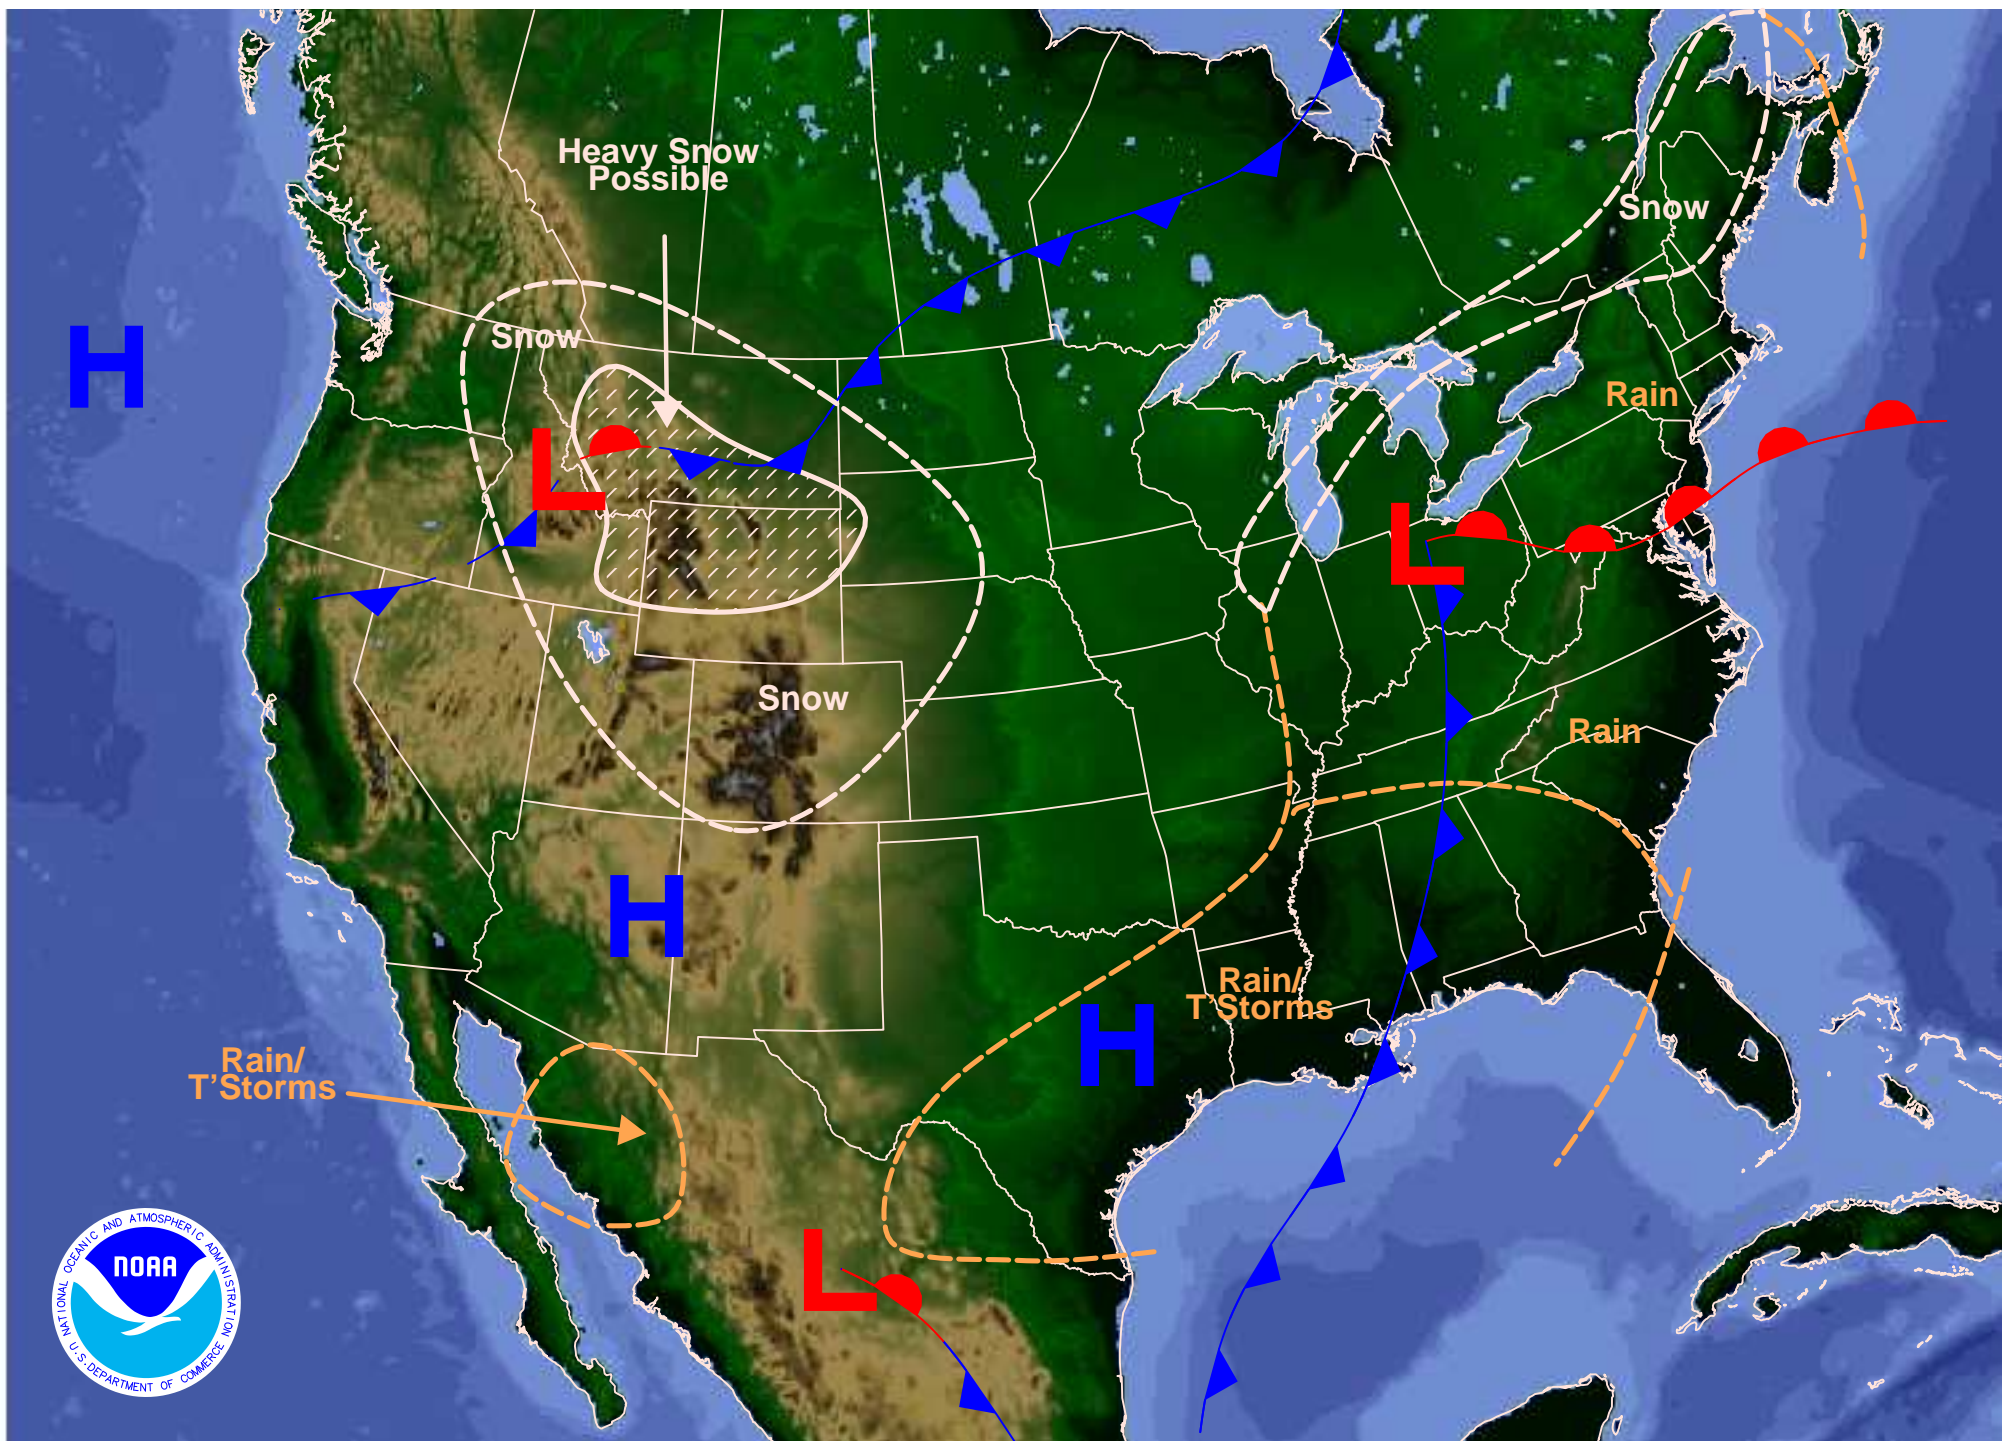 Heavy Snow
Possible
Snow
Snow
H
Rain
L
L
Snow
Rain
H
Rain/
T'Storms
H
Rain/
T'Storms
L
NATIONAL OCEANIC AND ATMOSPHERIC ADMINISTRATION
NOAA
U.S. DEPARTMENT OF COMMERCE